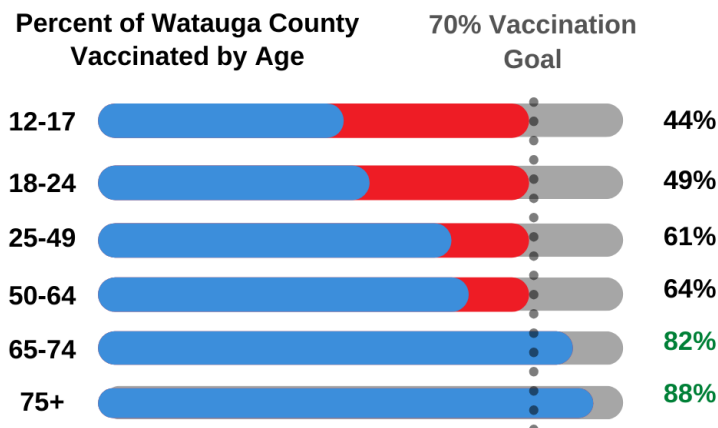 Percent of Watauga County
Vaccinated by Age
70% Vaccination
Goal
12-17 44%
18-24 49%
25-49 61%
50-64 64%
65-74 82%
75+ 88%